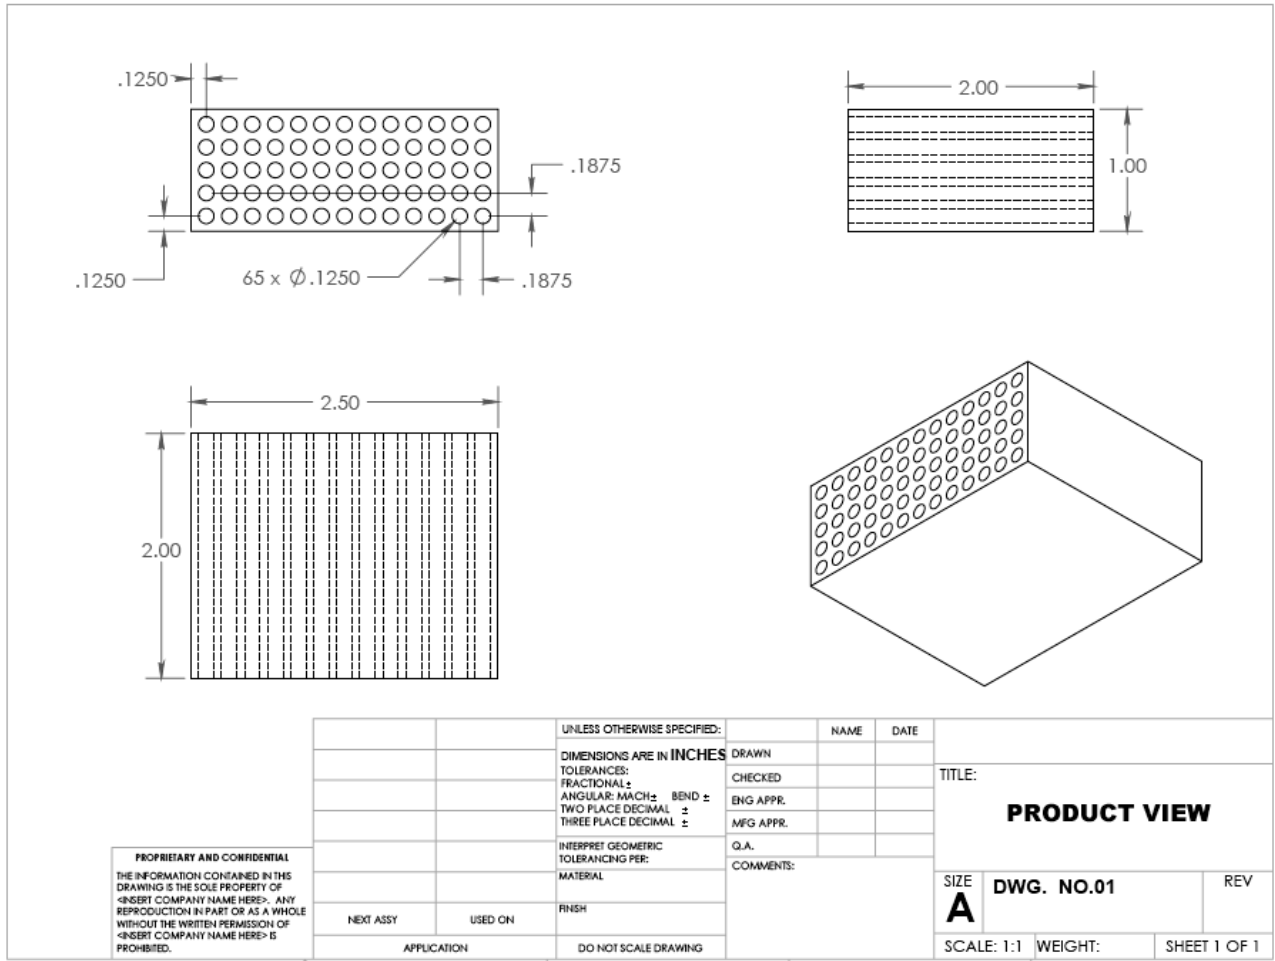 .1250
2.00
1.00
.1875
.1250
65 x Ø.1250
.1875
2.50
2.00
UNLESS OTHERWISE SPECIFIED:
DIMENSIONS ARE IN INCHES
TOLERANCES:
FRACTIONAL±
ANGULAR: MACH± BEND ±
TWO PLACE DECIMAL ±
THREE PLACE DECIMAL ±
INTERPRET GEOMETRIC
TOLERANCING PER:
MATERIAL
FINISH
DO NOT SCALE DRAWING
NAME DATE
DRAWN
CHECKED
ENG APPR.
MFG APPR.
Q.A.
COMMENTS:
TITLE:
PRODUCT VIEW
SIZE
A
DWG. NO.01
REV
SCALE: 1:1 WEIGHT: SHEET 1 OF 1
PROPRIETARY AND CONFIDENTIAL
THE INFORMATION CONTAINED IN THIS
DRAWING IS THE SOLE PROPERTY OF
<INSERT COMPANY NAME HERE>. ANY
REPRODUCTION IN PART OR AS A WHOLE
WITHOUT THE WRITTEN PERMISSION OF
<INSERT COMPANY NAME HERE> IS
PROHIBITED.
NEXT ASSY USED ON
APPLICATION